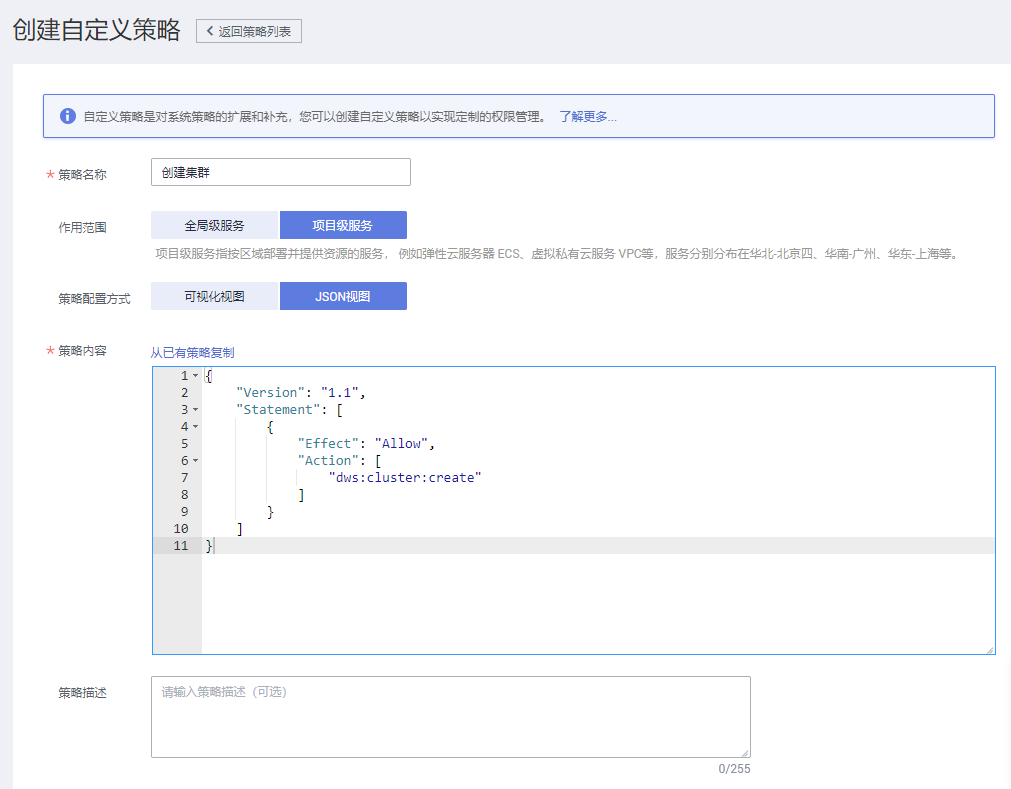 创建自定义策略 返回策略列表
自定义策略是对系统策略的扩展和补充，您可以创建自定义策略以实现定制的权限管理。 了解更多...
* 策略名称 创建集群
作用范围 全局级服务 项目级服务
项目级服务指按区域部署并提供资源的服务， 例如弹性云服务器 ECS、虚拟私有云服务 VPC等，服务分别分布在华北-北京四、华南-广州、华东-上海等。
策略配置方式 可视化视图 JSON视图
* 策略内容 从已有策略复制
1 {
2 "Version": "1.1",
3 "Statement": [
4 {
5 "Effect": "Allow",
6 "Action": [
7 "dws:cluster:create"
8 ]
9 }
10 ]
11 }
策略描述 请输入策略描述（可选）
0/255